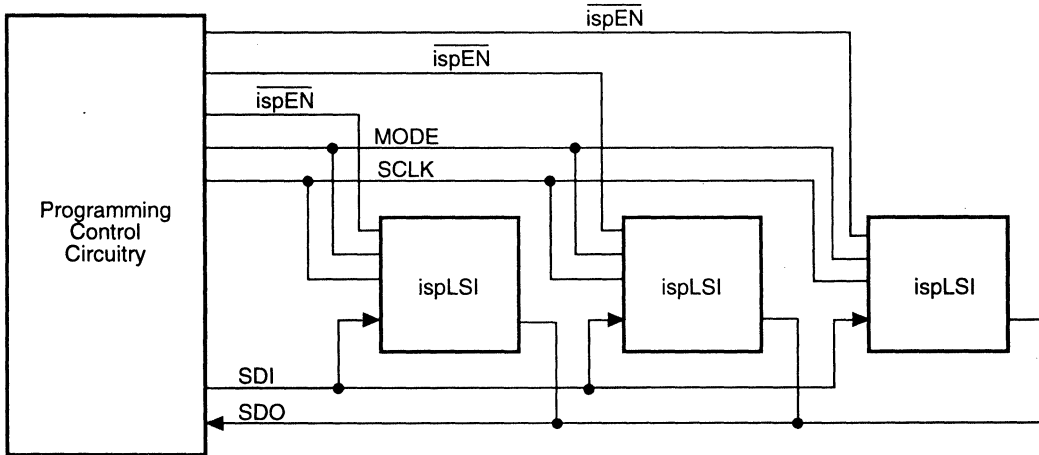 ispEN
ispEN
ispEN
MODE
SCLK
Programming
Control
Circuitry
ispLSI
ispLSI
ispLSI
SDI
SDO